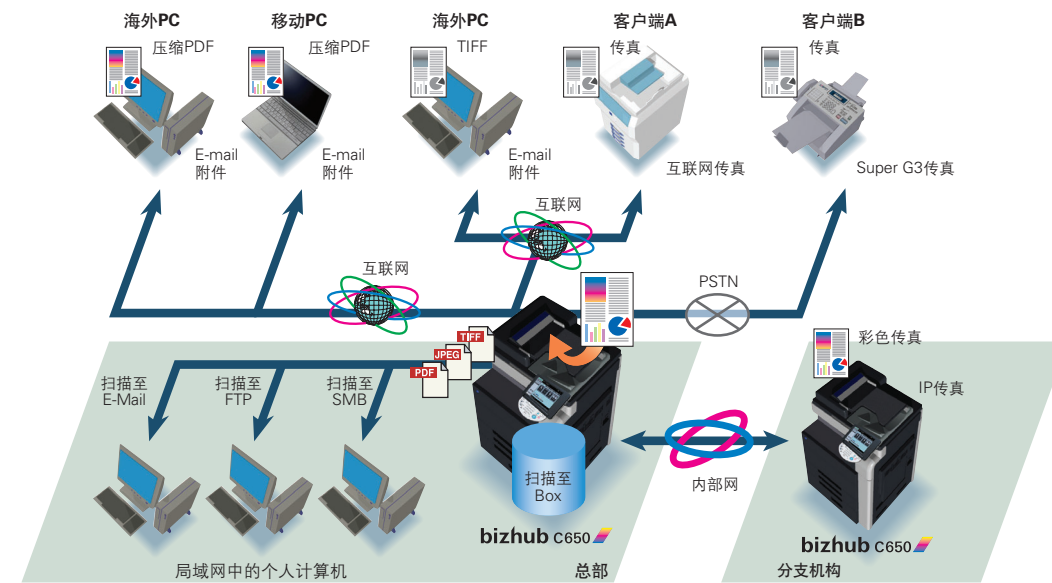 海外PC
移动PC
海外PC
客户端A
客户端B
压缩PDF
压缩PDF
TIFF
传真
传真
E-mail
附件
E-mail
附件
E-mail
附件
互联网传真
Super G3传真
互联网
互联网
PSTN
TIFF
JPEG
PDF
彩色传真
IP传真
扫描至
E-Mail
扫描至
FTP
扫描至
SMB
扫描至
Box
内部网
bizhub C650
bizhub C650
局域网中的个人计算机
总部
分支机构